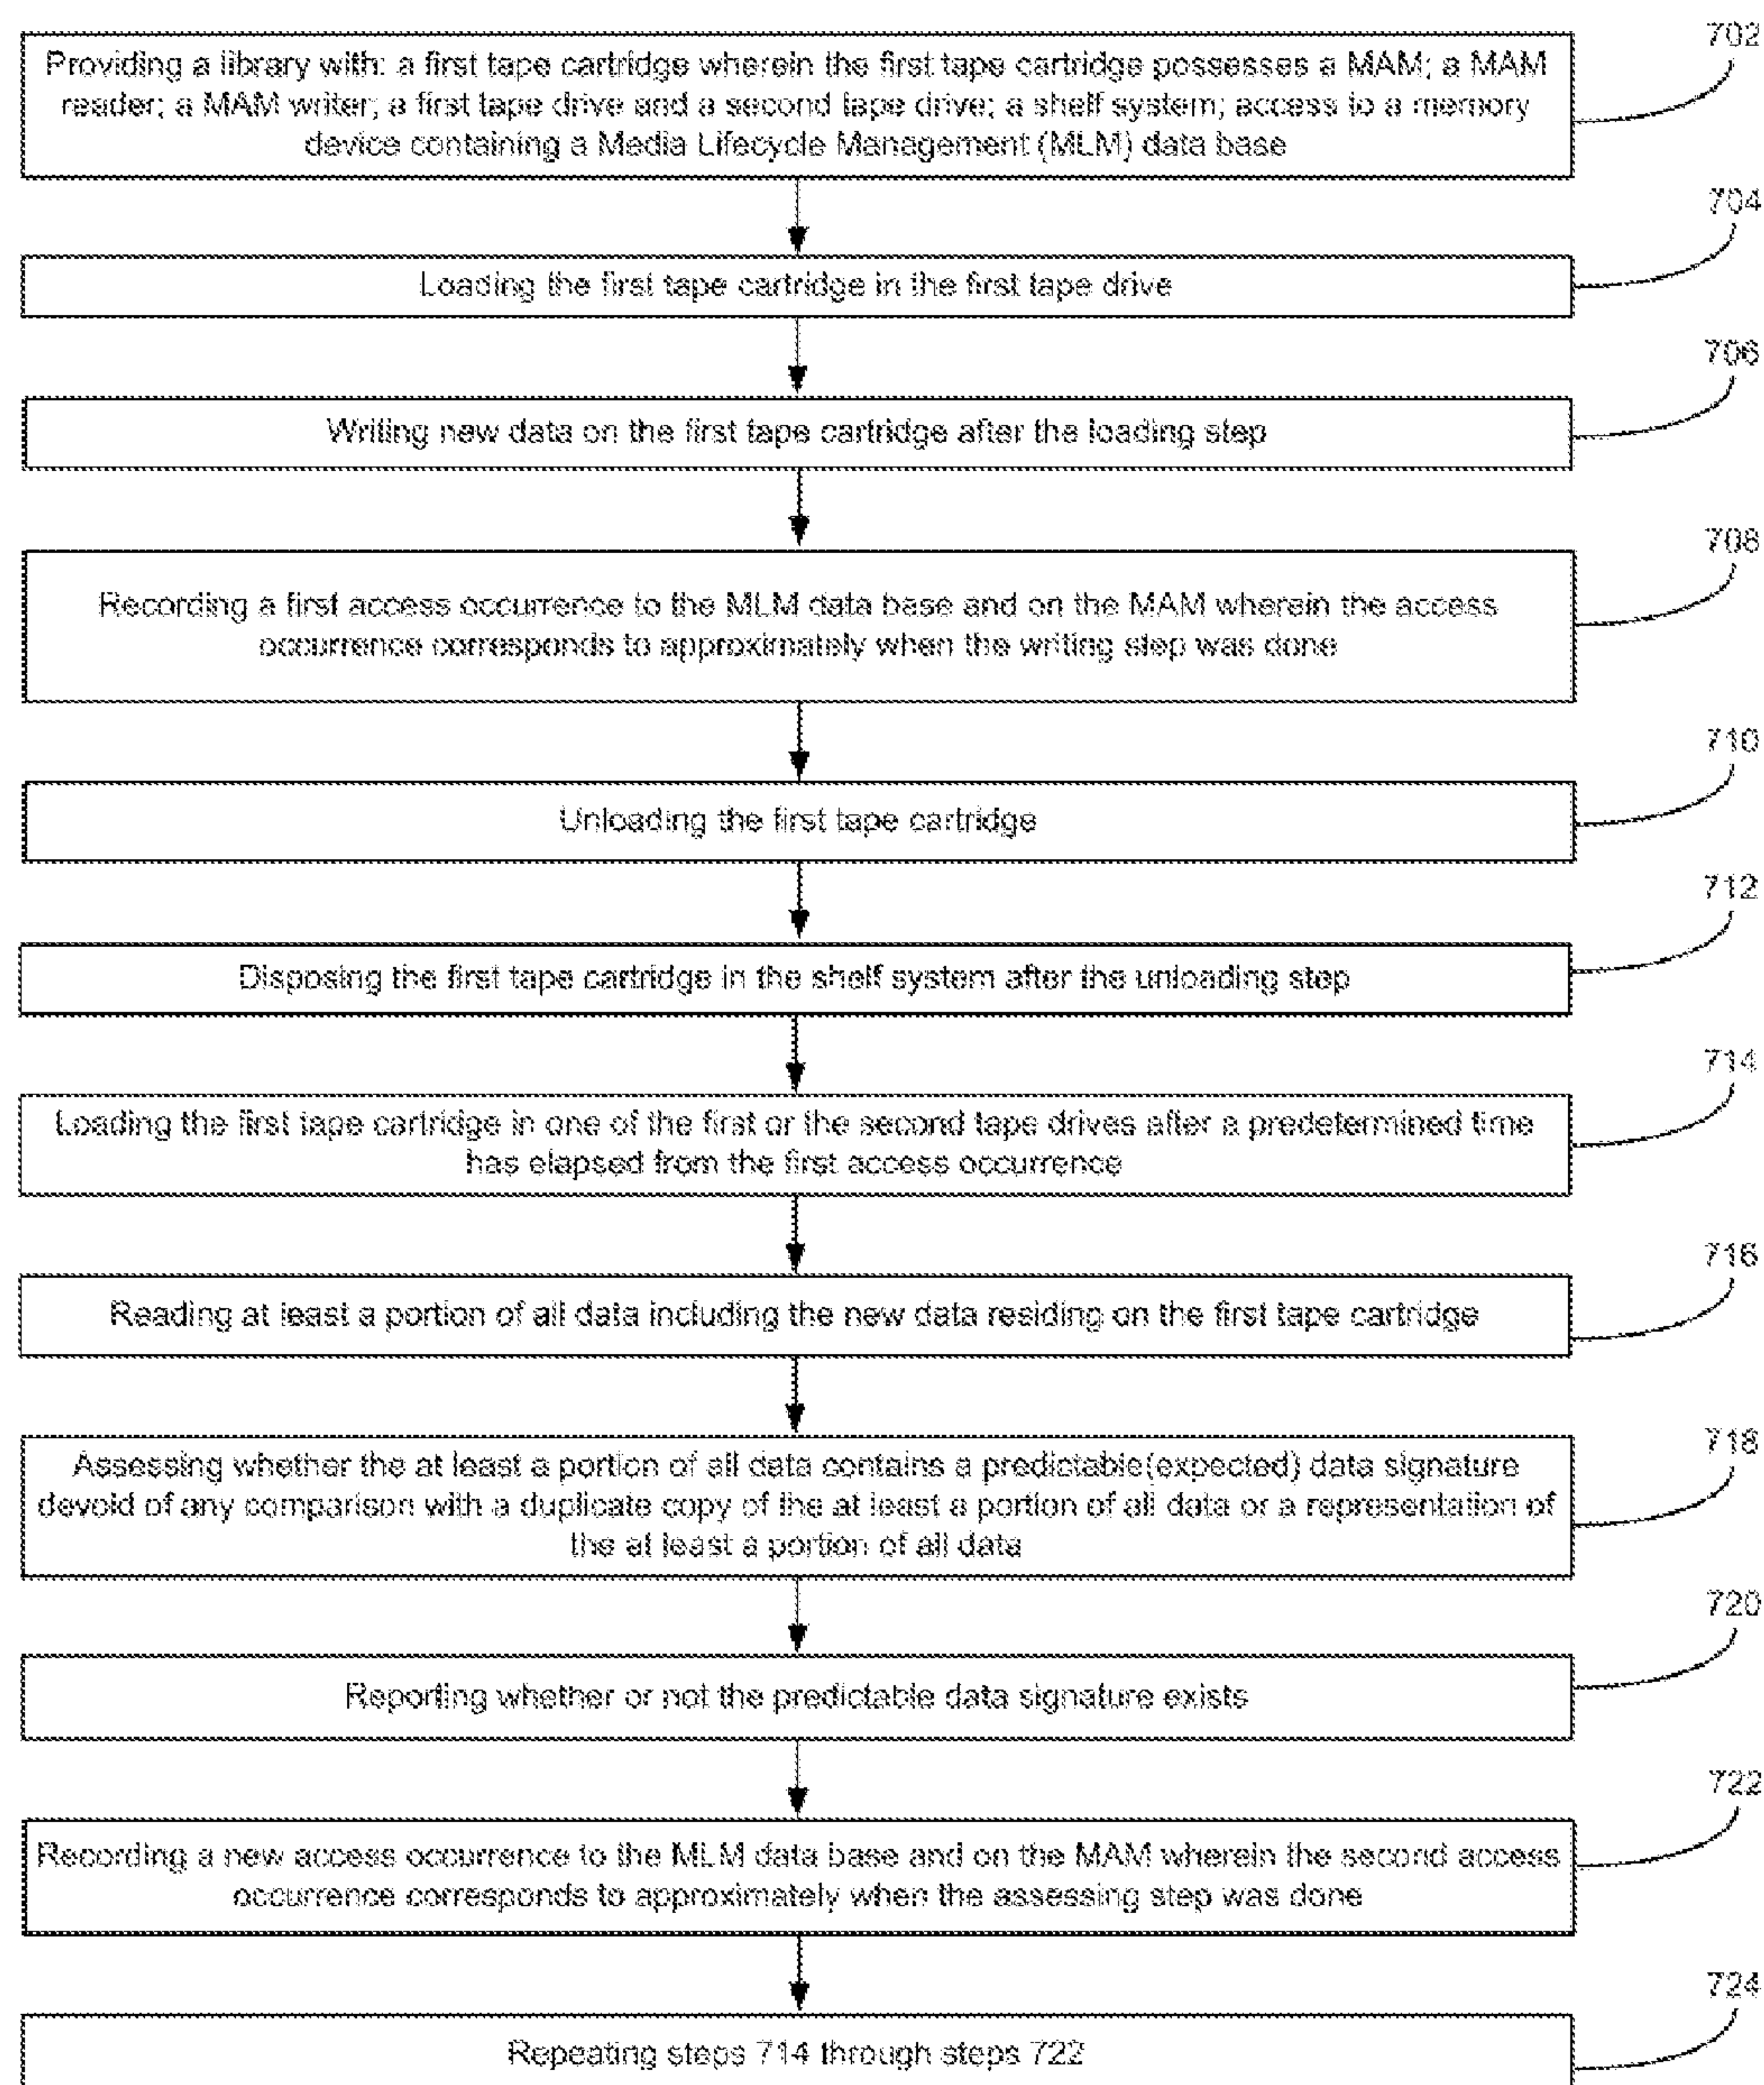 702
Providing a library with: a first tape cartridge wherein the first tape cartridge possesses a MAM; a MAM
reader; a MAM writer; a first tape drive and a second tape drive; a shelf system; access to a memory
device containing a Media Lifecycle Management (MLM) data base
704
Loading the first tape cartridge in the first tape drive
706
Writing new data on the first tape cartridge after the loading step
708
Recording a first access occurrence to the MLM data base and on the MAM wherein the access
occurrence corresponds to approximately when the writing step was done
710
Unloading the first tape cartridge
712
Disposing the first tape cartridge in the shelf system after the unloading step
714
Loading the first tape cartridge in one of the first or the second tape drives after a predetermined time
has elapsed from the first access occurrence
716
Reading at least a portion of all data including the new data residing on the first tape cartridge
718
Assessing whether the at least a portion of all data contains a predictable(expected) data signature
devoid of any comparison with a duplicate copy of the at least a portion of all data or a representation of
the at least a portion of all data
720
Reporting whether or not the predictable data signature exists
722
Recording a new access occurrence to the MLM data base and on the MAM wherein the second access
occurrence corresponds to approximately when the assessing step was done
724
Repeating steps 714 through steps 722